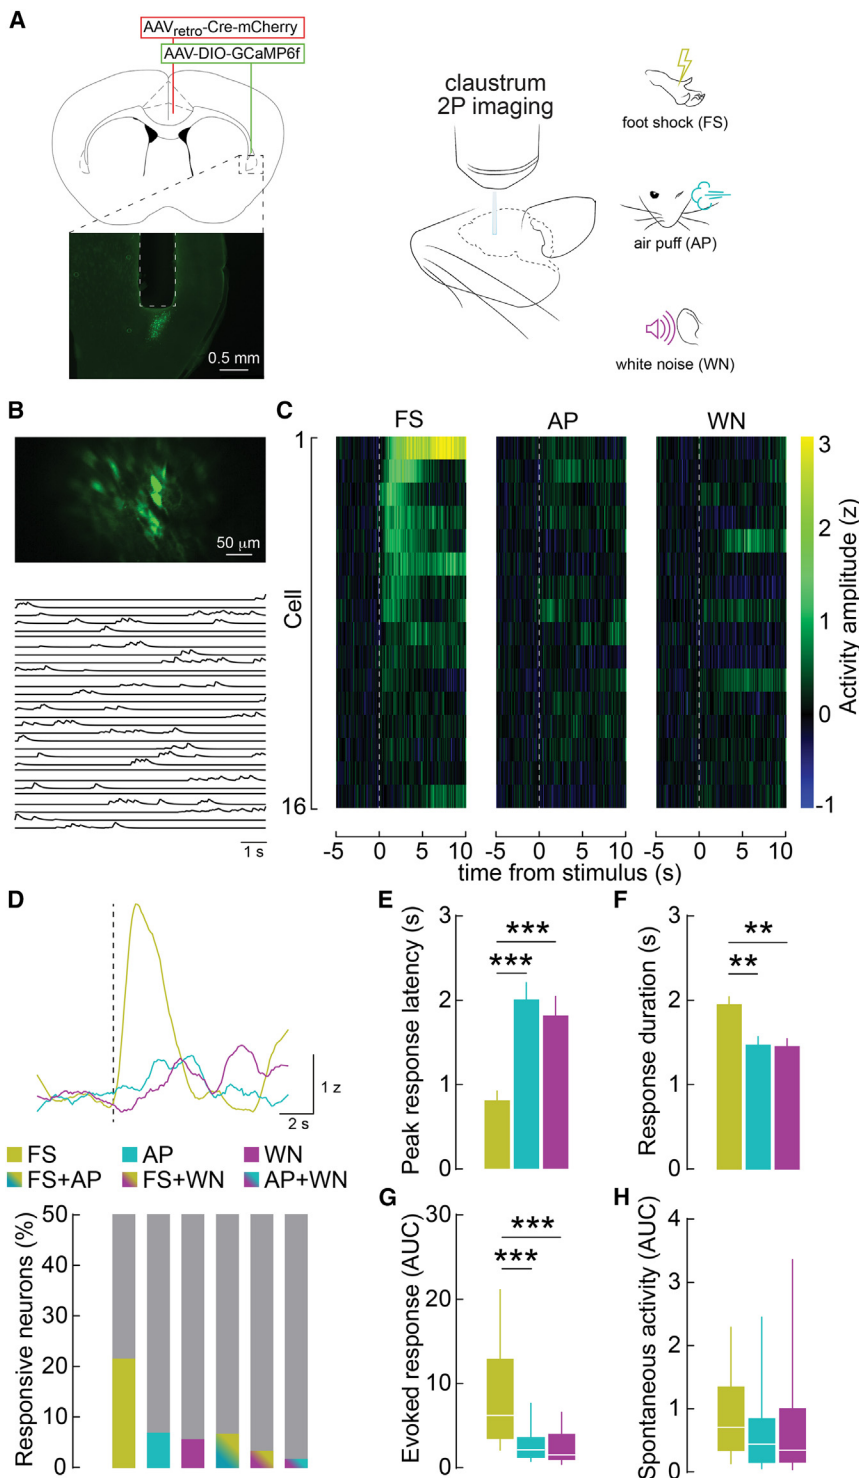 A
AAVretro-Cre-mCherry
AAV-DIO-GCaMP6f
0.5 mm
claustrum
2P imaging
foot shock (FS)
air puff (AP)
white noise (WN)
B
50 μm
1 s
C
FS AP WN
1
Cell
16
-5 0 5 10 -5 0 5 10 -5 0 5 10
time from stimulus (s)
3
2
1
0
-1
Activity amplitude (z)
D
1 z
2 s
FS AP WN
FS+AP FS+WN AP+WN
Responsive neurons (%)
50
40
30
20
10
0
E
Peak response latency (s)
3
2
1
0
***
***
F
Response duration (s)
3
2
1
0
**
**
G
Evoked response (AUC)
30
20
10
0
***
***
H
Spontaneous activity (AUC)
4
3
2
1
0